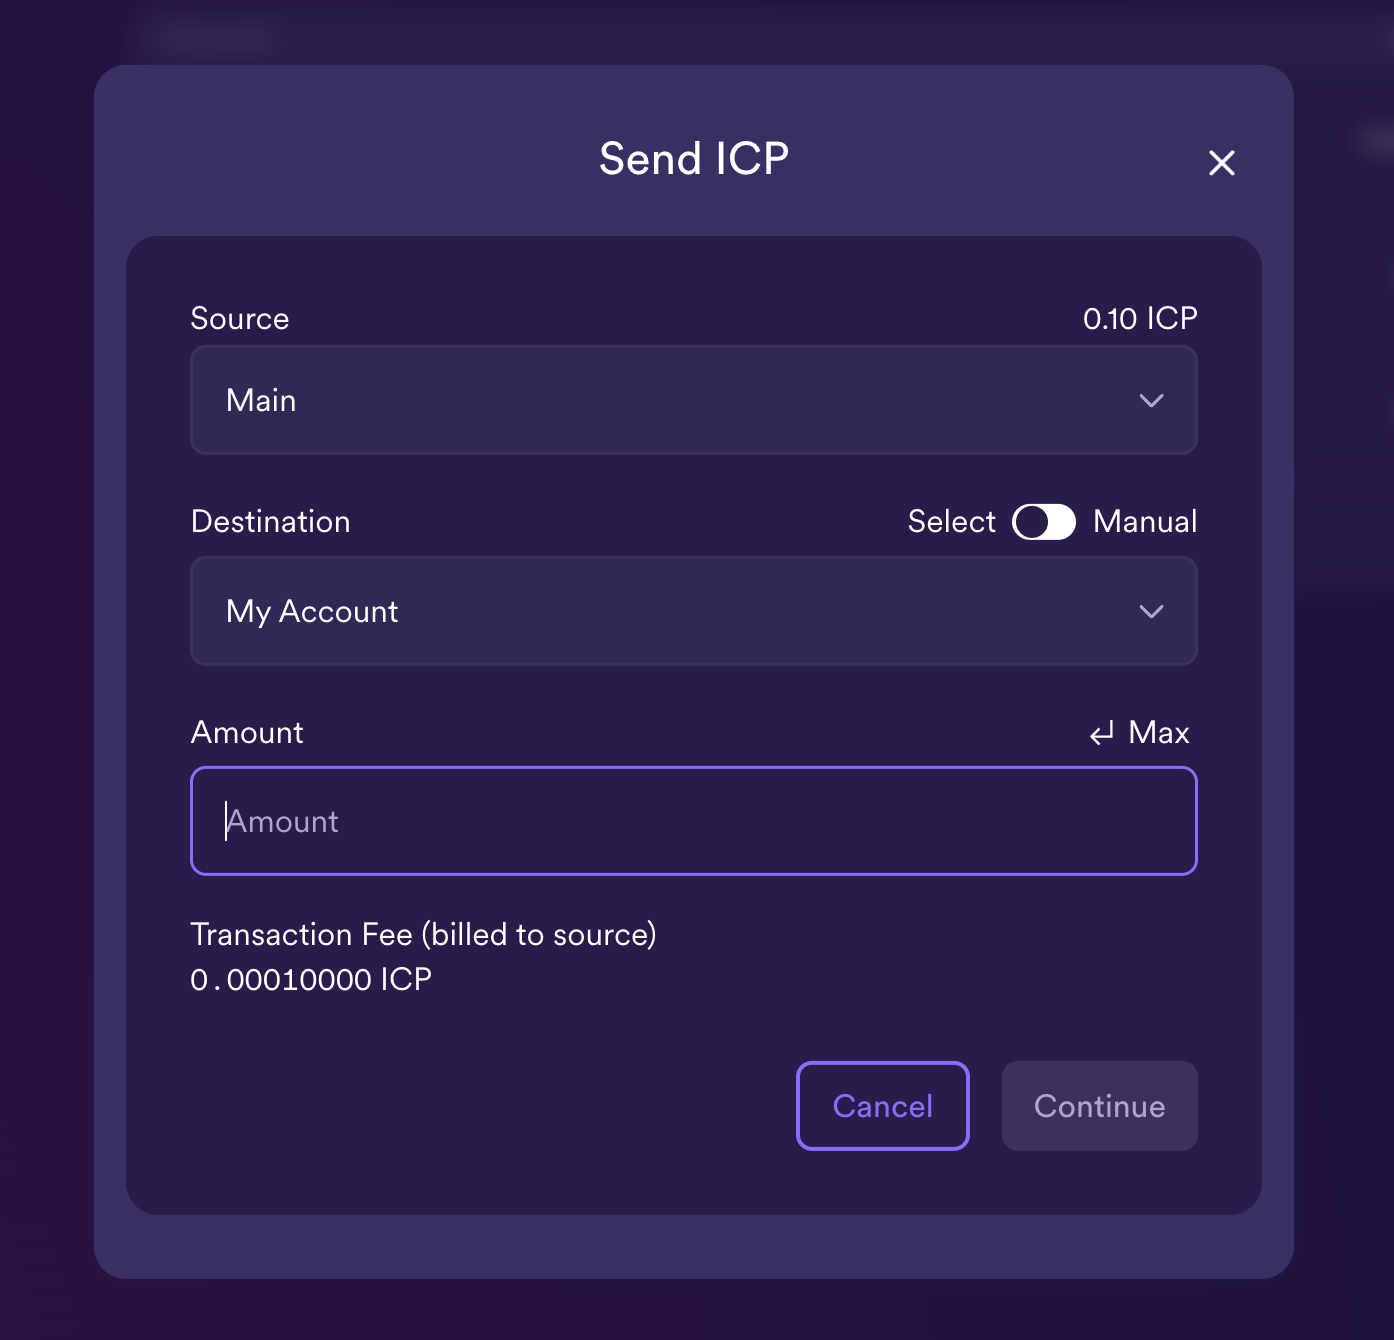 Send ICP
Source 0.10 ICP
Main
Destination Select Manual
My Account
Amount Max
Amount
Transaction Fee (billed to source)
0.00010000 ICP
Cancel Continue